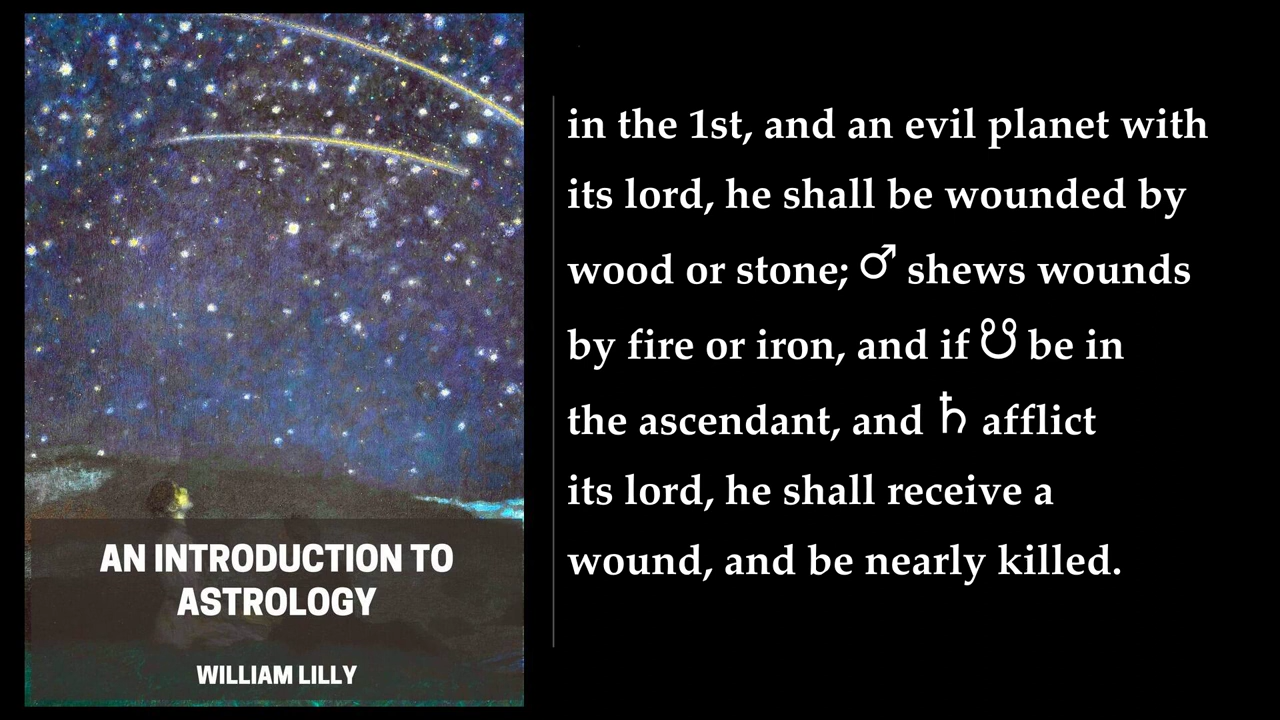 AN INTRODUCTION TO
ASTROLOGY
WILLIAM LILLY
in the 1st, and an evil planet with
its lord, he shall be wounded by
wood or stone; ♂ shews wounds
by fire or iron, and if ☋ be in
the ascendant, and ♄ afflict
its lord, he shall receive a
wound, and be nearly killed.